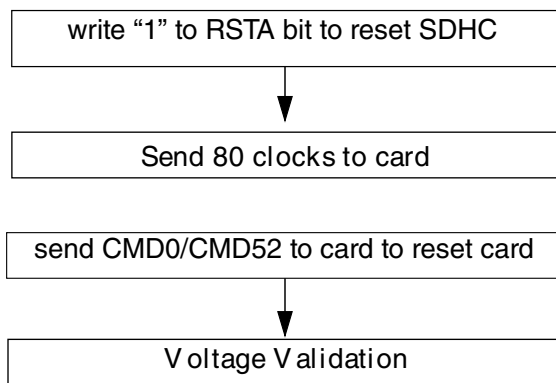 write “1” to RSTA bit to reset SDHC
Send 80 clocks to card
send CMD0/CMD52 to card to reset card
Voltage Validation